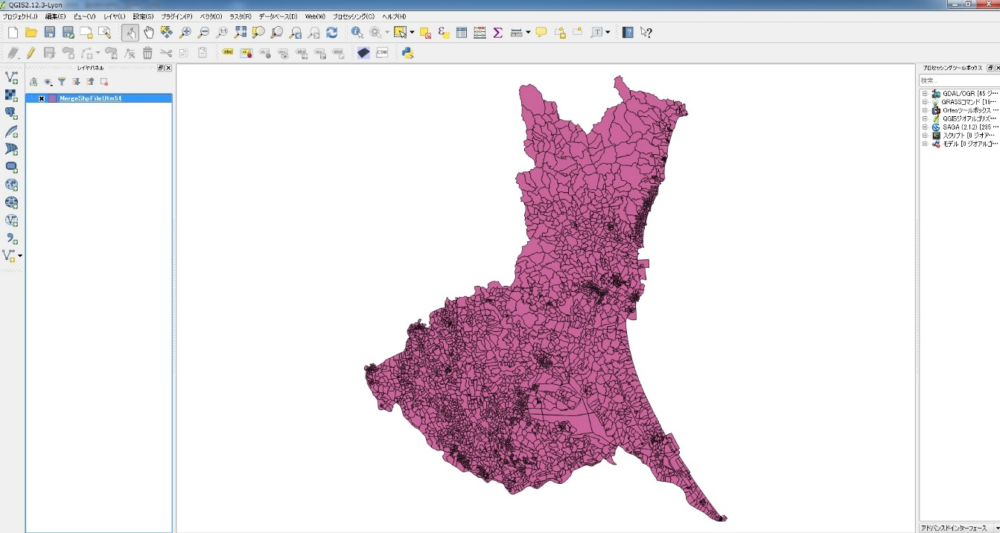 QGIS2.12.3-Lyon
プロジェクト(J) 編集(E) ビュー(V) レイヤ(L) 設定(S) プラグイン(P) ベクタ(O) ラスタ(R) データベース(D) Web(W) プロセッシング(C) ヘルプ(H)
abc
CSW
レイヤパネル
MergeShpFileUtm54
プロセッシングツールボックス
検索...
GDAL/OGR [45 ジ...
GRASSコマンド [16...
Orfeoツールボックス ...
QGISジオアルゴリズ...
SAGA (2.1.2) [235 ...
スクリプト [0 ジオア...
モデル [0 ジオアルゴ...
アドバンスドインターフェース